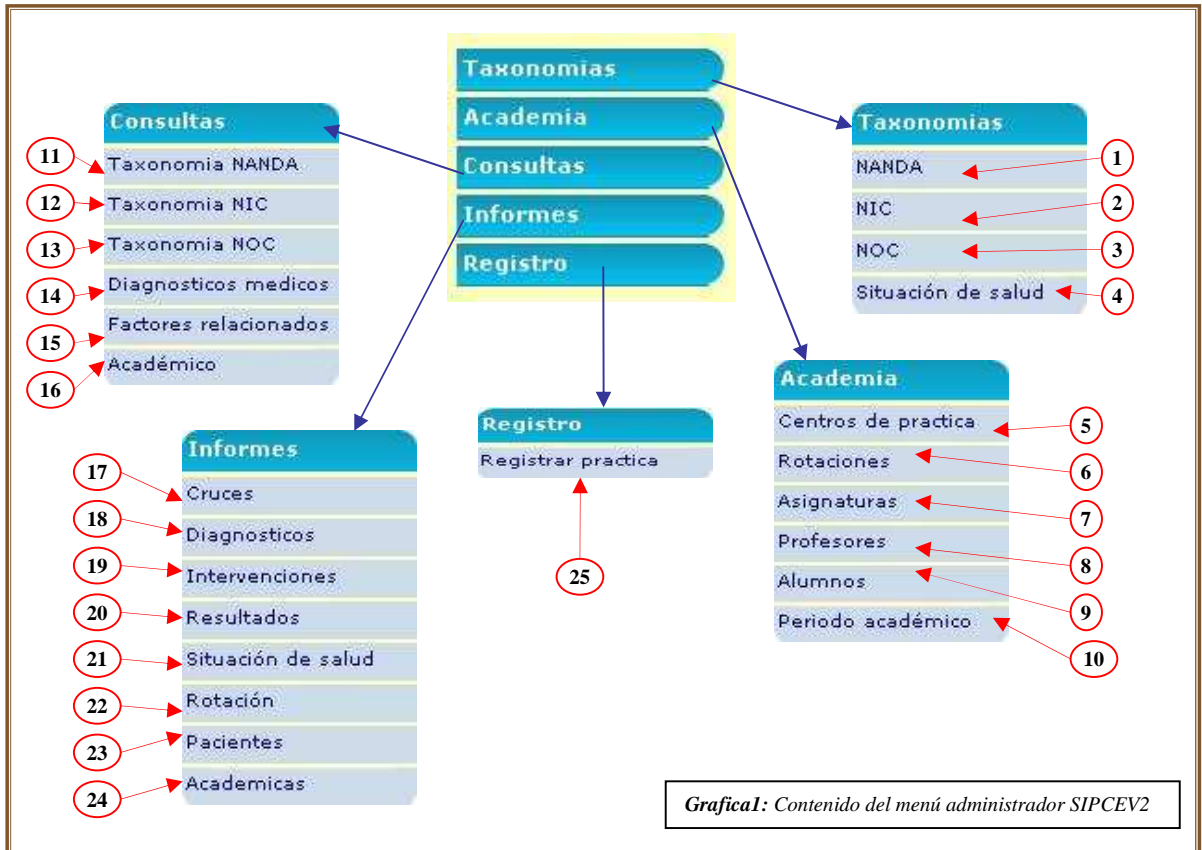 Taxonomias
Academia
Consultas
Informes
Registro
Consultas
11 Taxonomia NANDA
12 Taxonomia NIC
13 Taxonomia NOC
14 Diagnosticos medicos
15 Factores relacionados
16 Académico
Taxonomias
NANDA 1
NIC 2
NOC 3
Situación de salud 4
Academia
Centros de practica 5
Rotaciones 6
Asignaturas 7
Profesores 8
Alumnos 9
Periodo académico 10
Informes
17 Cruces
18 Diagnosticos
19 Intervenciones
20 Resultados
21 Situación de salud
22 Rotación
23 Pacientes
24 Academicas
Registro
Registrar practica
25
Grafica1: Contenido del menú administrador SIPCEV2